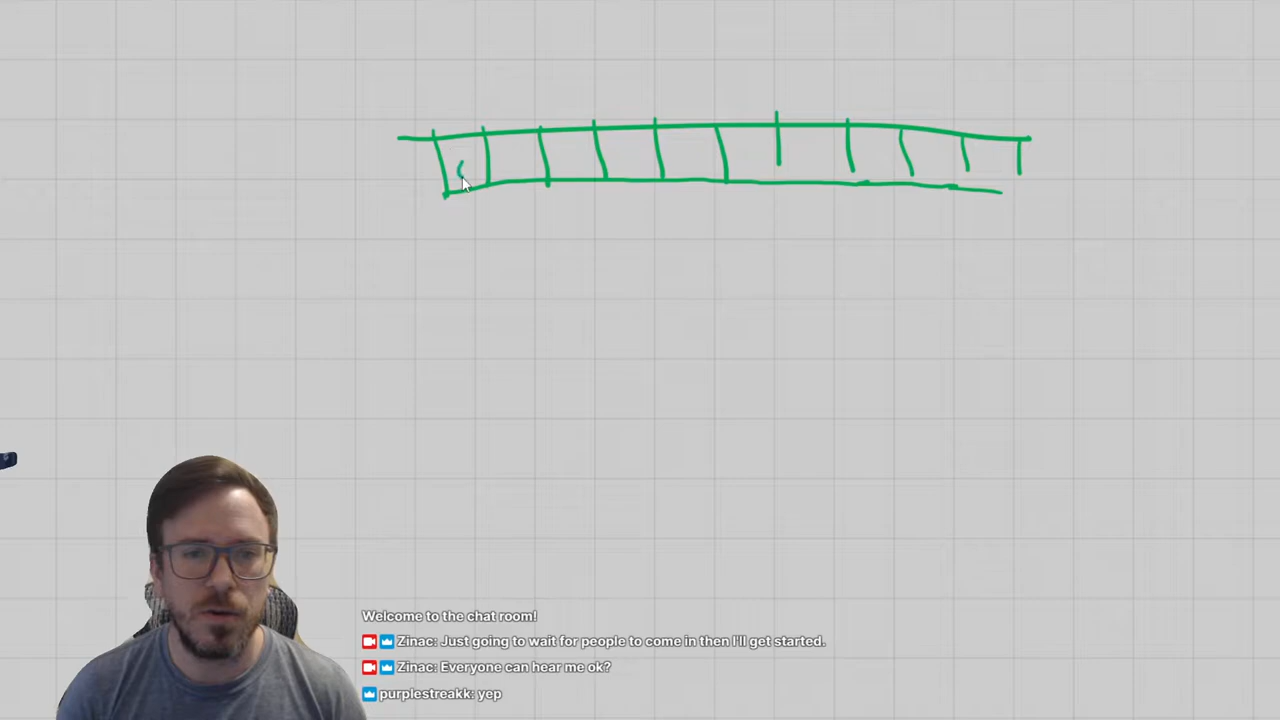 Welcome to the chat room!
Zinac: Just going to wait for people to come in then I'll get started.
Zinac: Everyone can hear me ok?
purplestreakk: yep